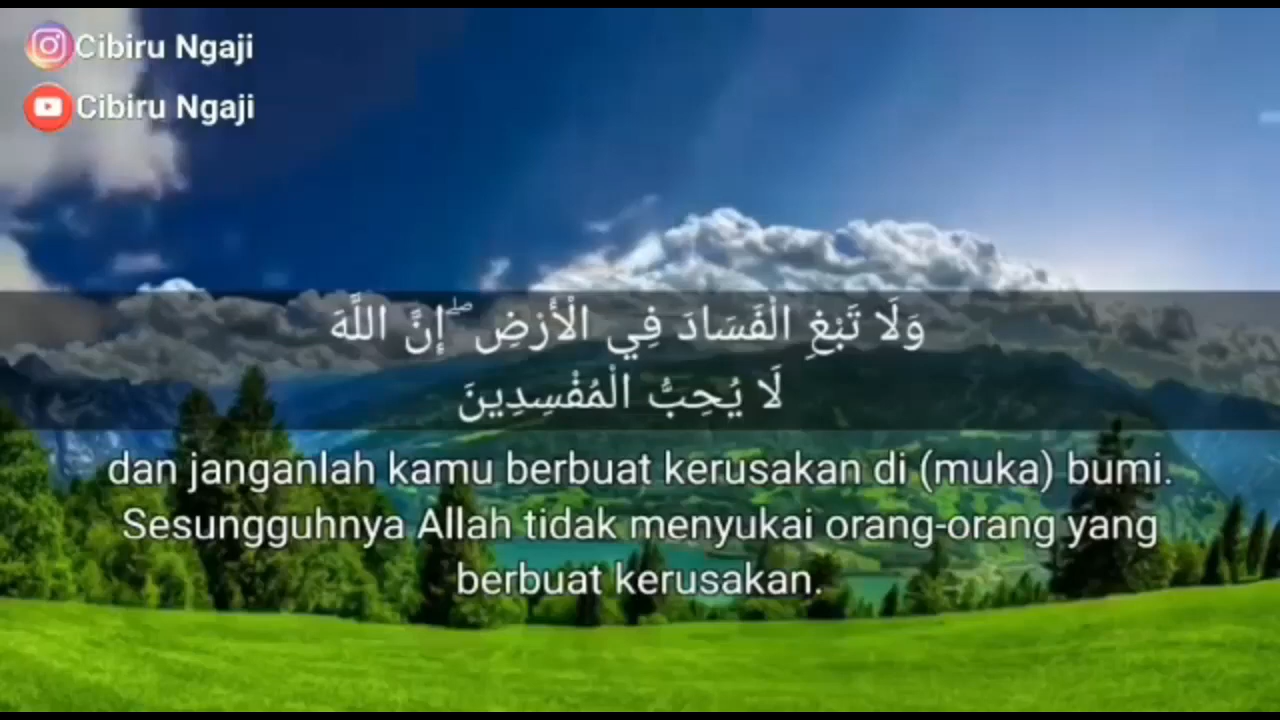 Cibiru Ngaji
Cibiru Ngaji
وَلَا تَبْغِ الْفَسَادَ فِي الْأَرْضِ ۖ إِنَّ اللَّهَ
لَا يُحِبُّ الْمُفْسِدِينَ
dan janganlah kamu berbuat kerusakan di (muka) bumi.
Sesungguhnya Allah tidak menyukai orang-orang yang
berbuat kerusakan.